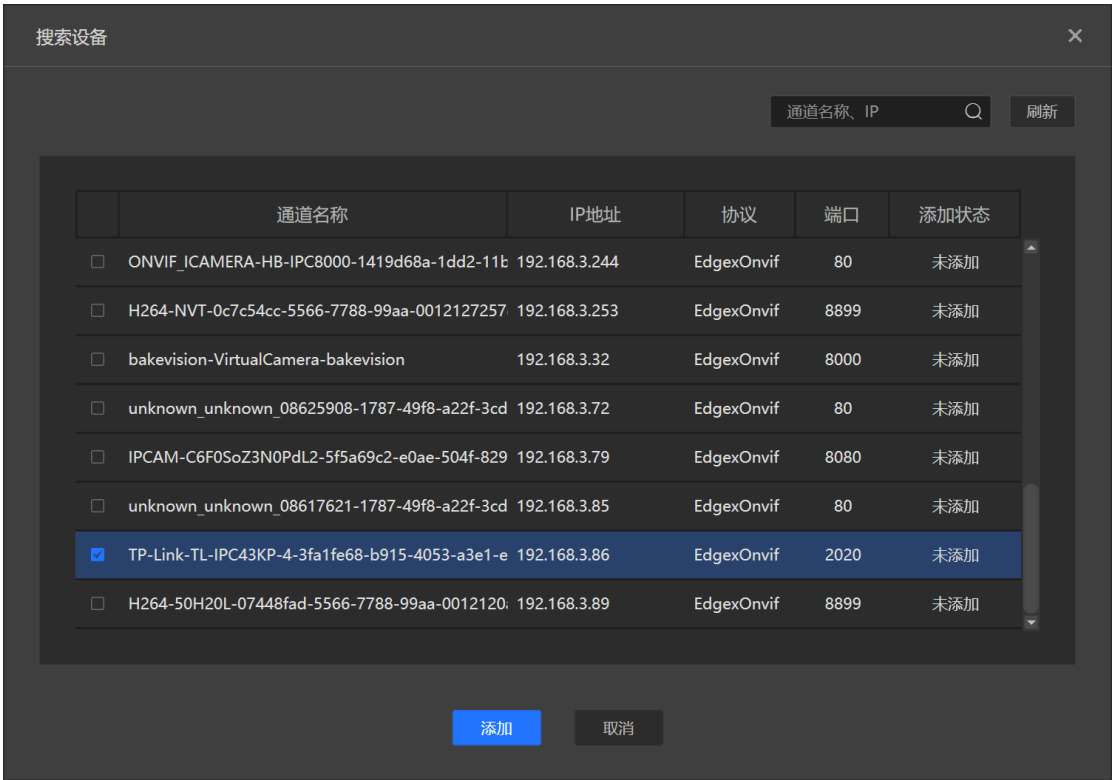 搜索设备
通道名称、IP 刷新
通道名称 IP地址 协议 端口 添加状态
ONVIF_ICAMERA-HB-IPC8000-1419d68a-1dd2-11b 192.168.3.244 EdgexOnvif 80 未添加
H264-NVT-0c7c54cc-5566-7788-99aa-0012127257 192.168.3.253 EdgexOnvif 8899 未添加
bakevision-VirtualCamera-bakevision 192.168.3.32 EdgexOnvif 8000 未添加
unknown_unknown_08625908-1787-49f8-a22f-3cd 192.168.3.72 EdgexOnvif 80 未添加
IPCAM-C6F0SoZ3N0PdL2-5f5a69c2-e0ae-504f-829 192.168.3.79 EdgexOnvif 8080 未添加
unknown_unknown_08617621-1787-49f8-a22f-3cd 192.168.3.85 EdgexOnvif 80 未添加
TP-Link-TL-IPC43KP-4-3fa1fe68-b915-4053-a3e1-e 192.168.3.86 EdgexOnvif 2020 未添加
H264-50H20L-07448fad-5566-7788-99aa-0012120 192.168.3.89 EdgexOnvif 8899 未添加
添加 取消